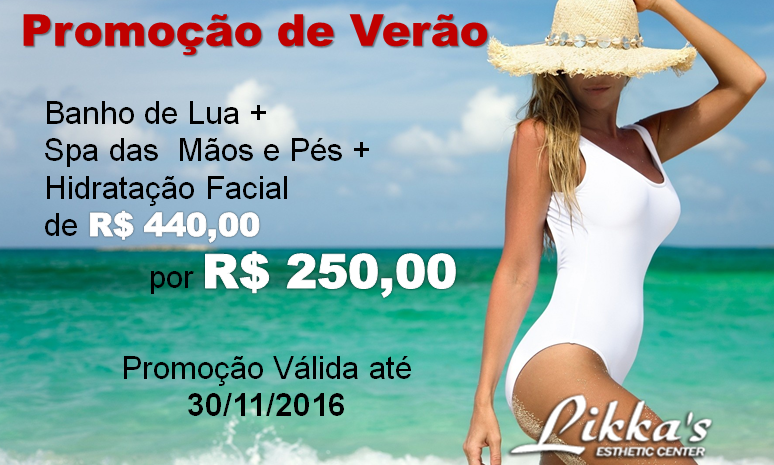 Promoção de Verão
Banho de Lua +
Spa das Mãos e Pés +
Hidratação Facial
de R$ 440,00
por R$ 250,00
Promoção Válida até
30/11/2016
Likka's
ESTHETIC CENTER